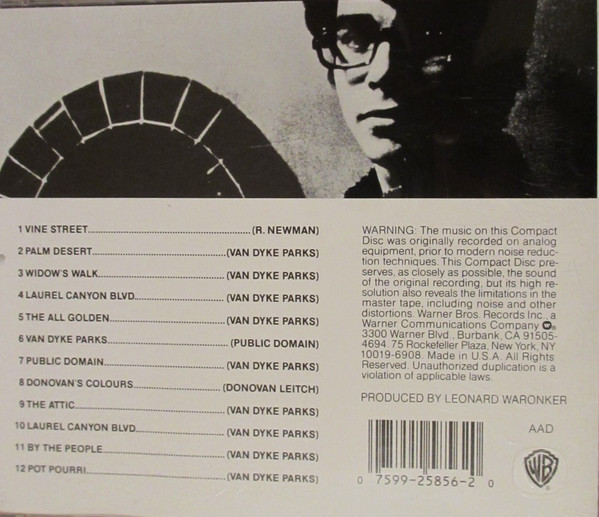 1 VINE STREET (R. NEWMAN)
2 PALM DESERT (VAN DYKE PARKS)
3 WIDOW'S WALK (VAN DYKE PARKS)
4 LAUREL CANYON BLVD. (VAN DYKE PARKS)
5 THE ALL GOLDEN (VAN DYKE PARKS)
6 VAN DYKE PARKS (PUBLIC DOMAIN)
7 PUBLIC DOMAIN (VAN DYKE PARKS)
8 DONOVAN'S COLOURS (DONOVAN LEITCH)
9 THE ATTIC (VAN DYKE PARKS)
10 LAUREL CANYON BLVD. (VAN DYKE PARKS)
11 BY THE PEOPLE (VAN DYKE PARKS)
12 POT POURRI (VAN DYKE PARKS)
WARNING: The music on this Compact
Disc was originally recorded on analog
equipment, prior to modern noise reduc-
tion techniques. This Compact Disc pre-
serves, as closely as possible, the sound
of the original recording, but its high re-
solution also reveals the limitations in the
master tape, including noise and other
distortions. Warner Bros. Records Inc., a
Warner Communications Company
3300 Warner Blvd., Burbank, CA 91505-
4694. 75 Rockefeller Plaza, New York, NY
10019-6908. Made in U.S.A. All Rights
Reserved. Unauthorized duplication is a
violation of applicable laws.
PRODUCED BY LEONARD WARONKER
AAD
0 7599-25856-2 0
WB